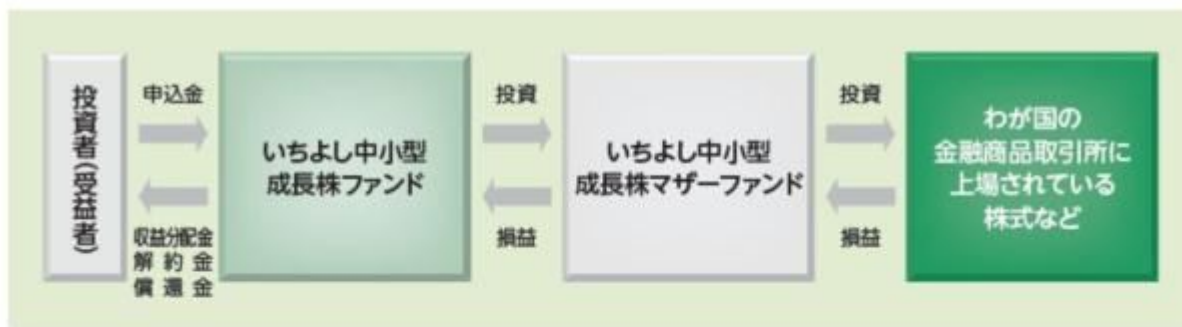 投資者(受益者)
申込金
収益分配金
解約金
償還金
いちよし中小型
成長株ファンド
投資
損益
いちよし中小型
成長株マザーファンド
投資
損益
わが国の
金融商品取引所に
上場されている
株式など